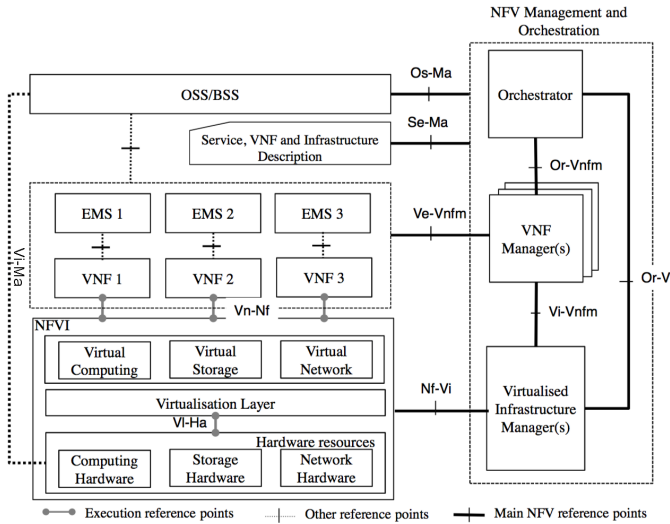 NFV Management and
Orchestration
Os-Ma
OSS/BSS
Orchestrator
Se-Ma
Service, VNF and Infrastructure
Description
Or-Vnfm
EMS 1
EMS 2
EMS 3
Ve-Vnfm
VNF
Manager(s)
Vi-Ma
VNF 1
VNF 2
VNF 3
Or-V
Vn-Nf
Vi-Vnfm
NFVI
Virtual
Computing
Virtual
Storage
Virtual
Network
Nf-Vi
Virtualised
Infrastructure
Manager(s)
Virtualisation Layer
Vl-Ha
Hardware resources
Computing
Hardware
Storage
Hardware
Network
Hardware
Execution reference points
Other reference points
Main NFV reference points